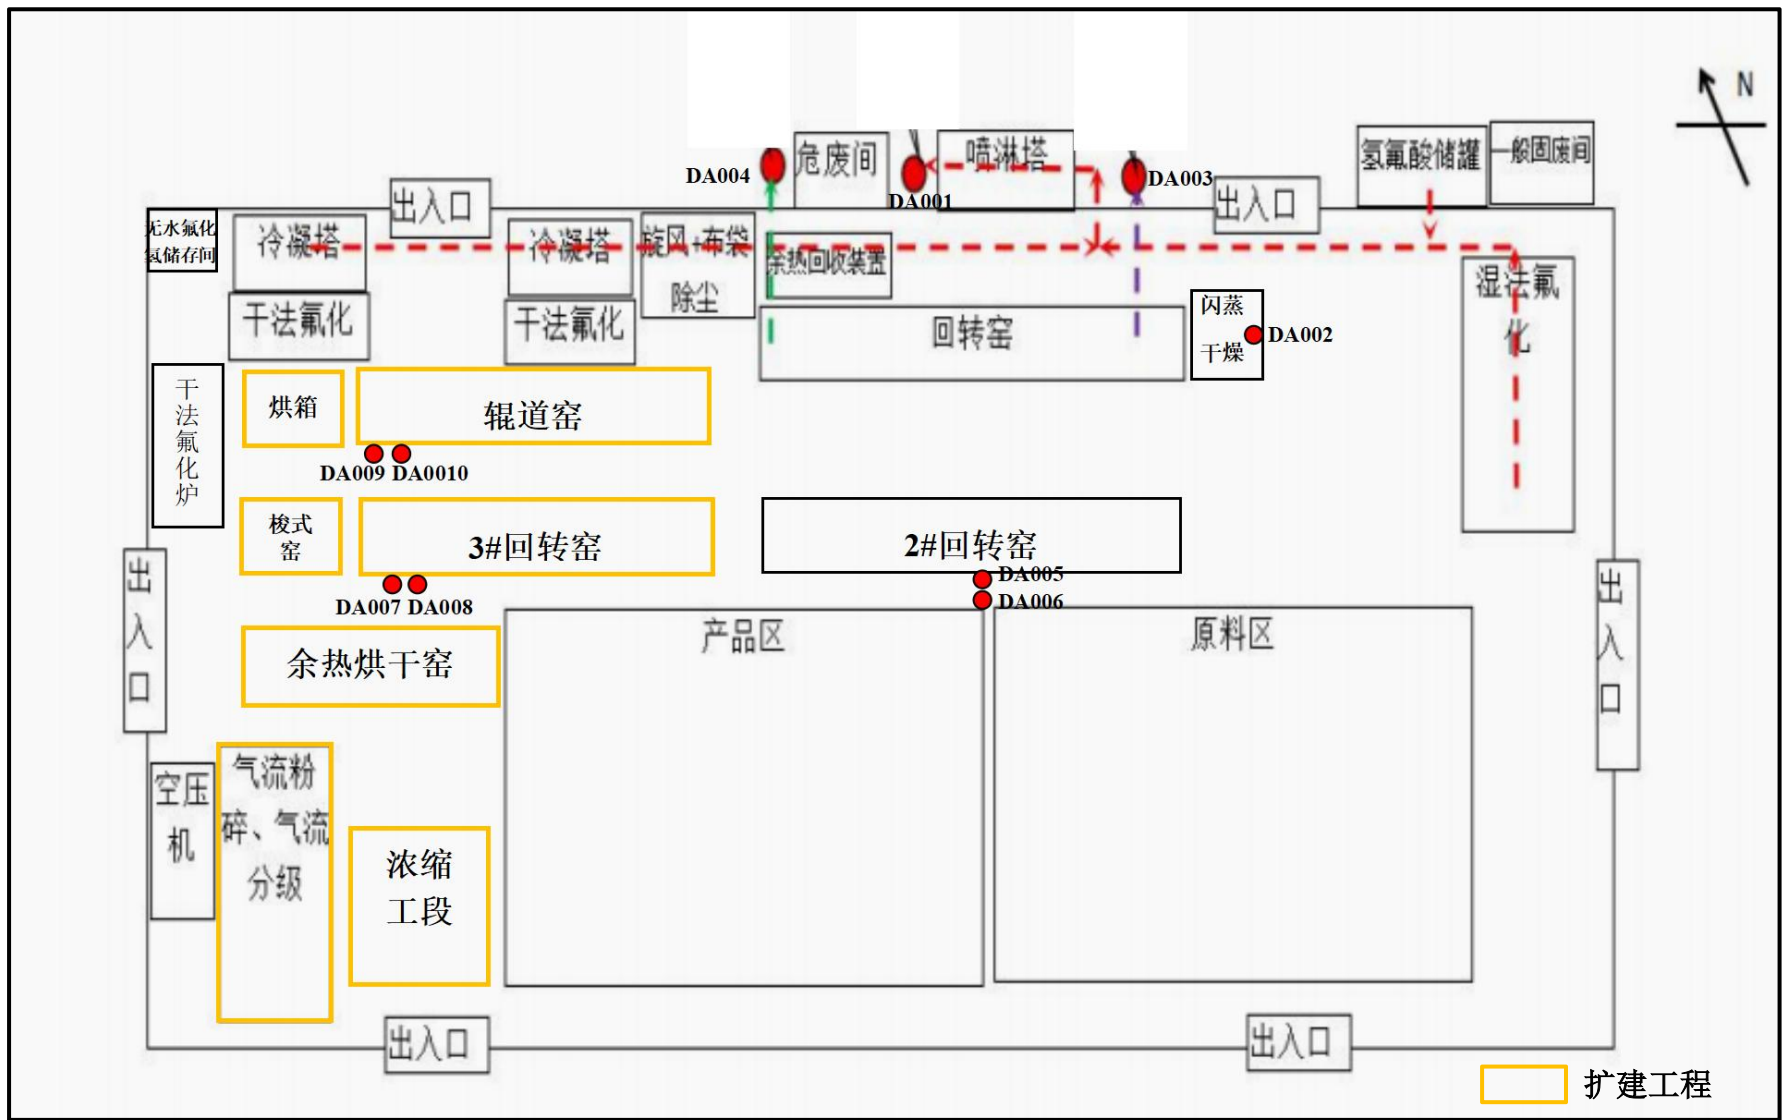 N
危废间
喷淋塔
氢氟酸储罐
一般固废间
DA004
DA001
DA003
出入口
出入口
无水氟化
氢储存间
冷凝塔
冷凝塔
旋风+布袋
除尘
余热回收装置
湿法氟
化
干法氟化
干法氟化
回转窑
闪蒸
干燥
DA002
干
法
氟
化
炉
烘箱
辊道窑
DA009 DA0010
梭式
窑
3#回转窑
2#回转窑
DA005
DA006
DA007 DA008
出
入
口
出
入
口
余热烘干窑
产品区
原料区
空压
机
气流粉
碎、气流
分级
浓缩
工段
出入口
出入口
扩建工程